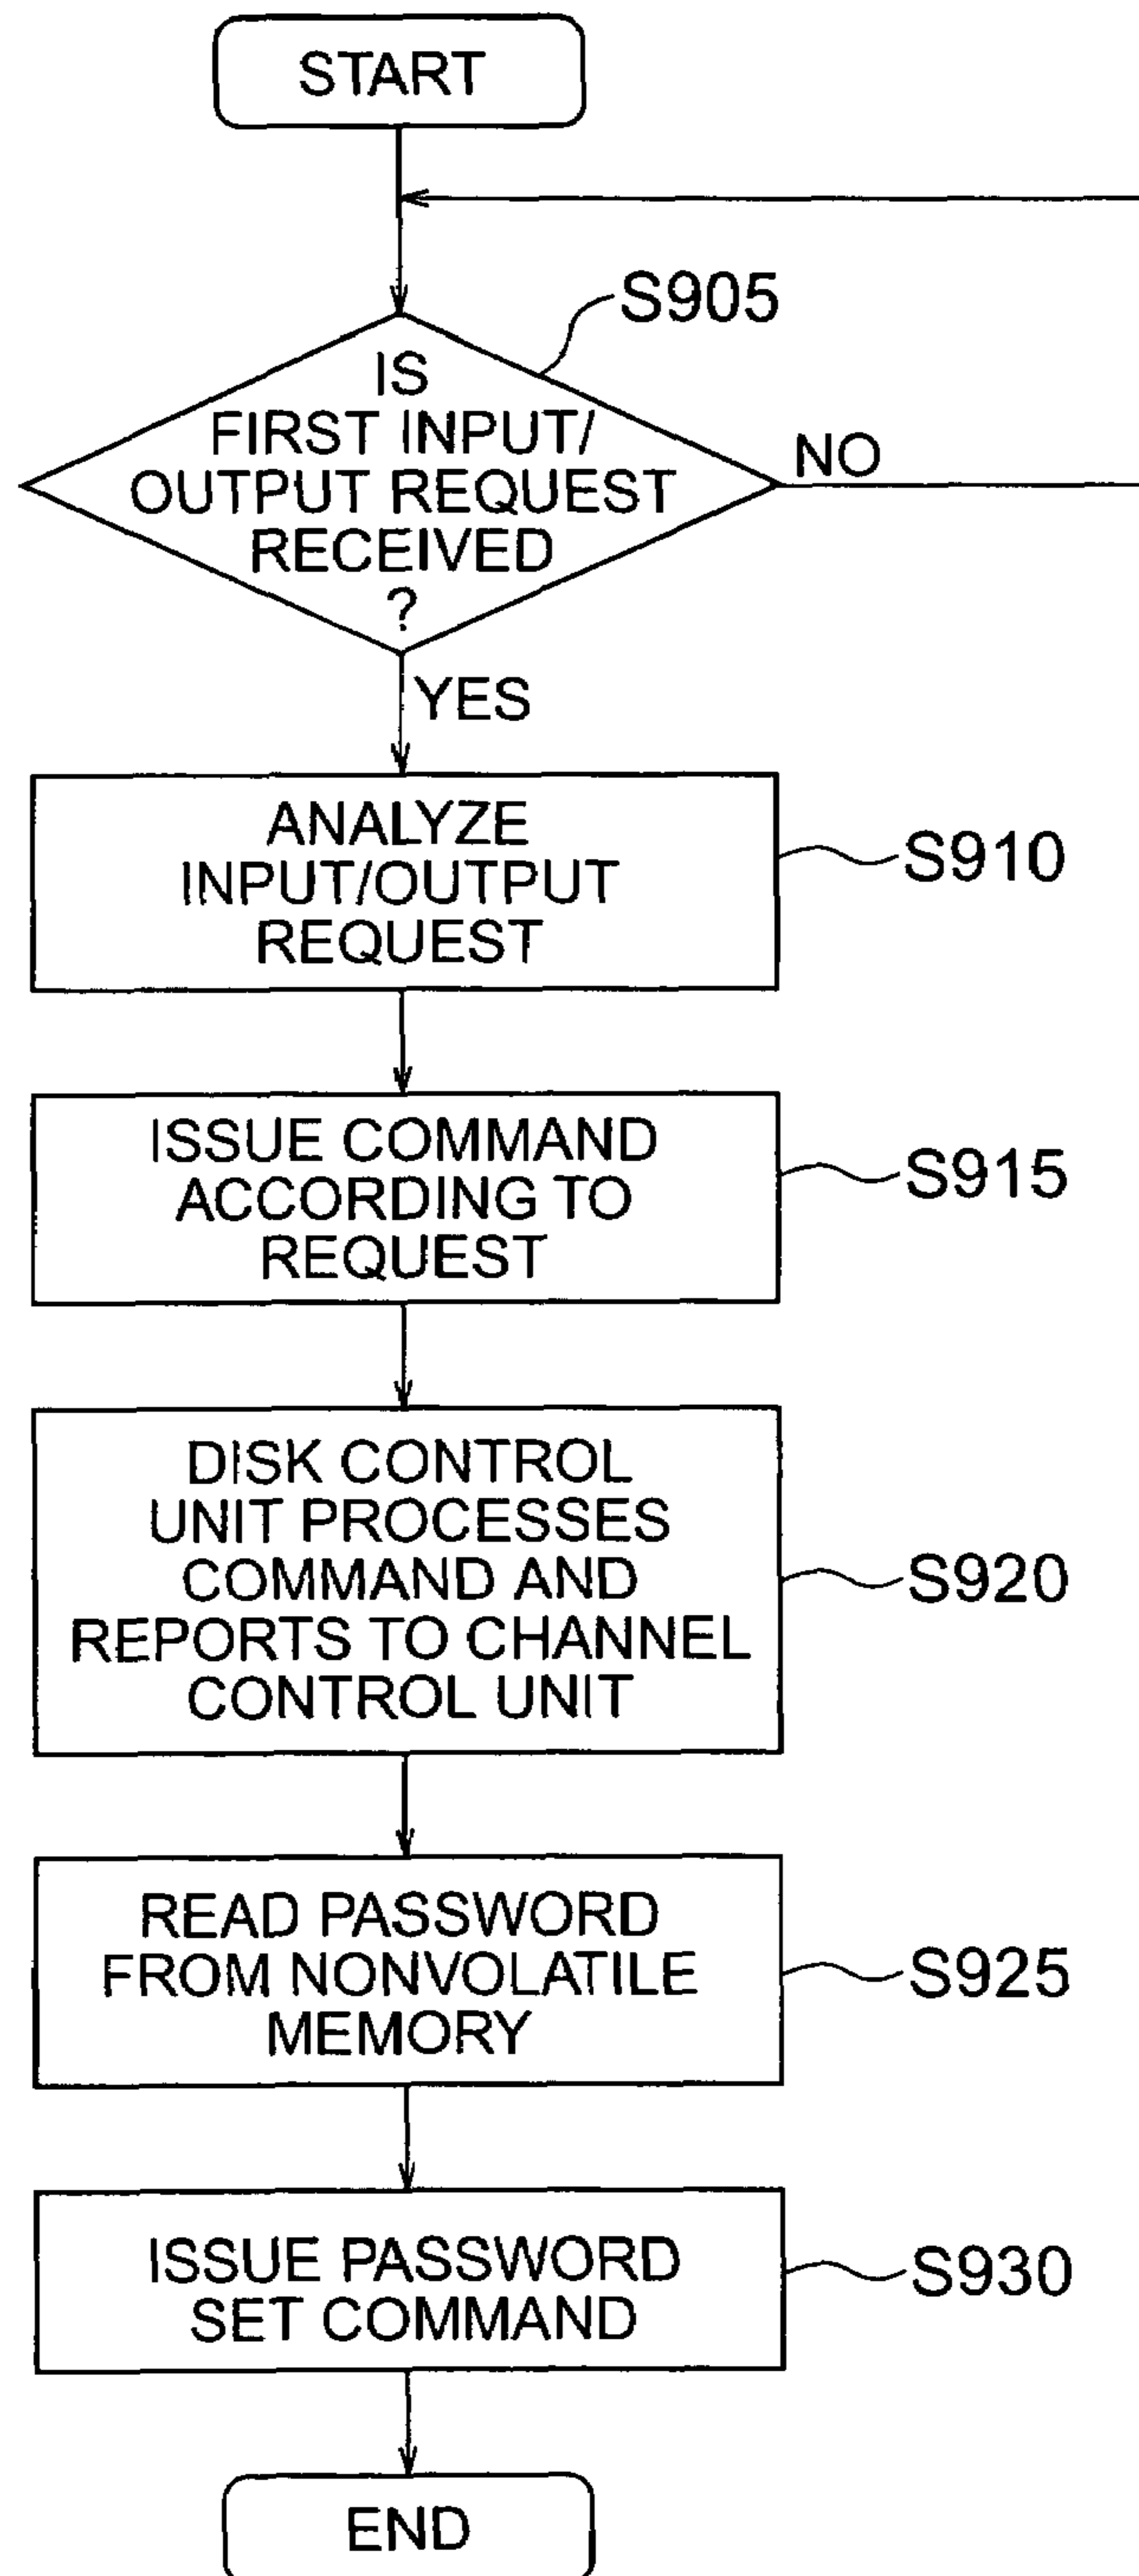 START
S905
IS
FIRST INPUT/
OUTPUT REQUEST
RECEIVED
?
NO
YES
ANALYZE
INPUT/OUTPUT
REQUEST
S910
ISSUE COMMAND
ACCORDING TO
REQUEST
S915
DISK CONTROL
UNIT PROCESSES
COMMAND AND
REPORTS TO CHANNEL
CONTROL UNIT
S920
READ PASSWORD
FROM NONVOLATILE
MEMORY
S925
ISSUE PASSWORD
SET COMMAND
S930
END